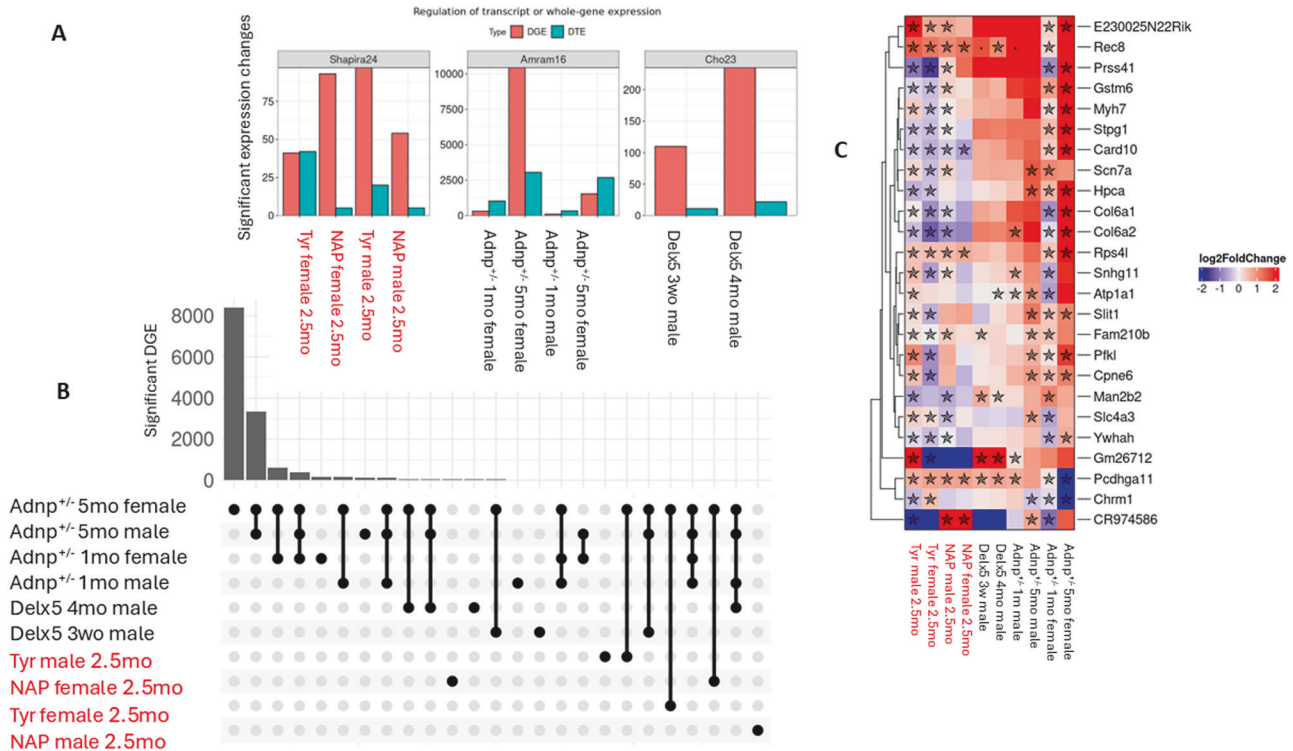 A
Regulation of transcript or whole-gene expression
Type DGE DTE
Shapira24
Amram16
Cho23
Significant expression changes
75
50
25
0
10000
7500
5000
2500
0
200
150
100
50
0
Tyr female 2.5mo
NAP female 2.5mo
Tyr male 2.5mo
NAP male 2.5mo
Adnp+/- 1mo female
Adnp+/- 5mo female
Adnp+/- 1mo male
Adnp+/- 5mo female
Delx5 3wo male
Delx5 4mo male
B
Significant DGE
8000
6000
4000
2000
0
Adnp+/- 5mo female
Adnp+/- 5mo male
Adnp+/- 1mo female
Adnp+/- 1mo male
Delx5 4mo male
Delx5 3wo male
Tyr male 2.5mo
NAP female 2.5mo
Tyr female 2.5mo
NAP male 2.5mo
C
E230025N22Rik
Rec8
Prss41
Gstm6
Myh7
Stpg1
Card10
Scn7a
Hpca
Col6a1
Col6a2
Rps4l
Snhg11
Atp1a1
Slit1
Fam210b
Pfkl
Cpne6
Man2b2
Slc4a3
Ywhah
Gm26712
Pcdhga11
Chrm1
CR974586
Tyr male 2.5mo
Tyr female 2.5mo
NAP male 2.5mo
NAP female 2.5mo
Delx5 3w male
Delx5 4mo male
Adnp+/- 1m male
Adnp+/- 5mo male
Adnp+/- 1mo female
Adnp+/- 5mo female
log2FoldChange
-2 -1 0 1 2